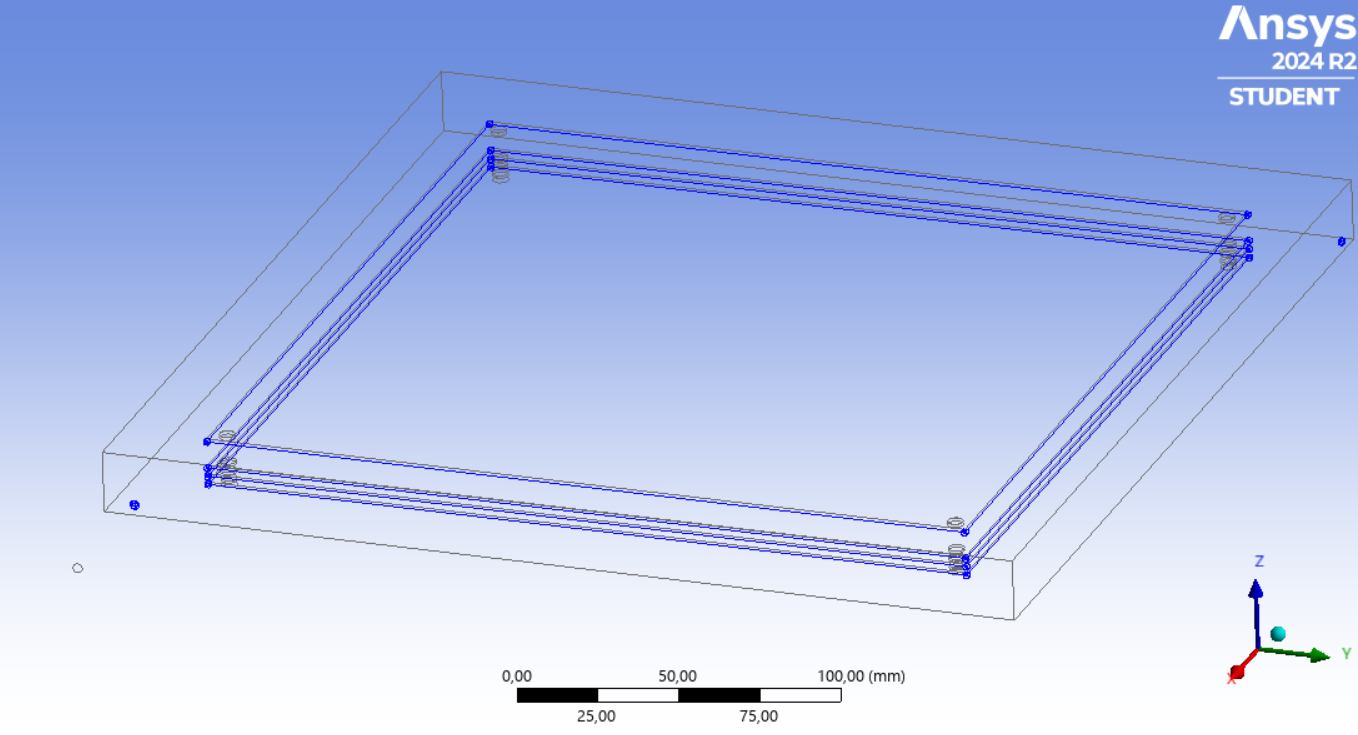 Ansys
2024 R2
STUDENT
Z
Y
X
0,00 50,00 100,00 (mm)
25,00 75,00